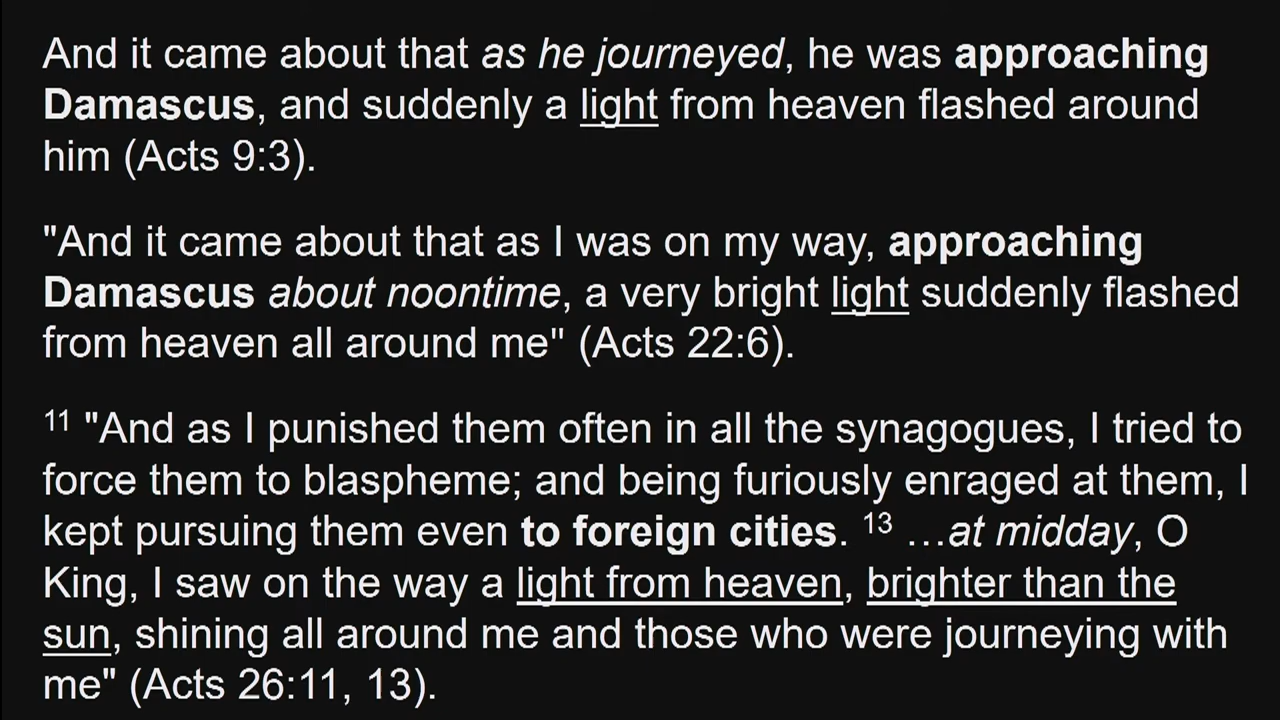 And it came about that as he journeyed, he was approaching
Damascus, and suddenly a light from heaven flashed around
him (Acts 9:3).
"And it came about that as I was on my way, approaching
Damascus about noontime, a very bright light suddenly flashed
from heaven all around me" (Acts 22:6).
11 "And as I punished them often in all the synagogues, I tried to
force them to blaspheme; and being furiously enraged at them, I
kept pursuing them even to foreign cities. 13 …at midday, O
King, I saw on the way a light from heaven, brighter than the
sun, shining all around me and those who were journeying with
me" (Acts 26:11, 13).